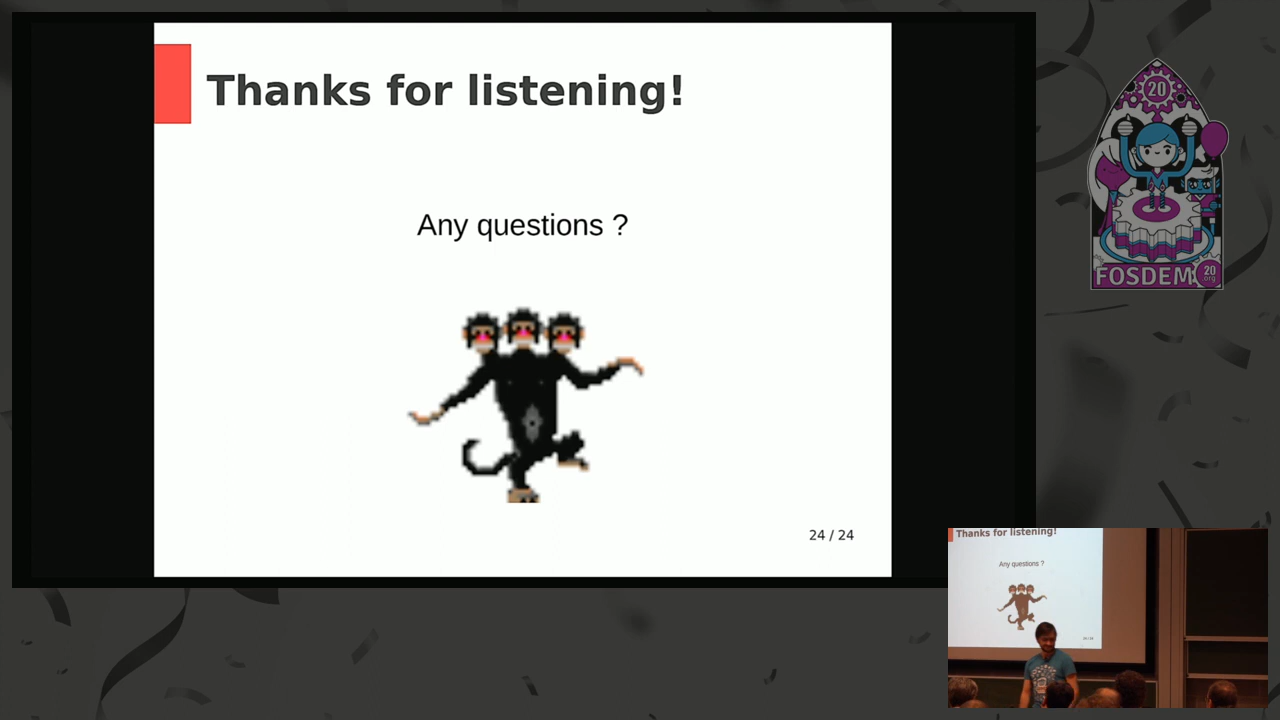 Thanks for listening!
Any questions ?
24 / 24
20
FOSDEM
20
org
Thanks for listening!
Any questions ?